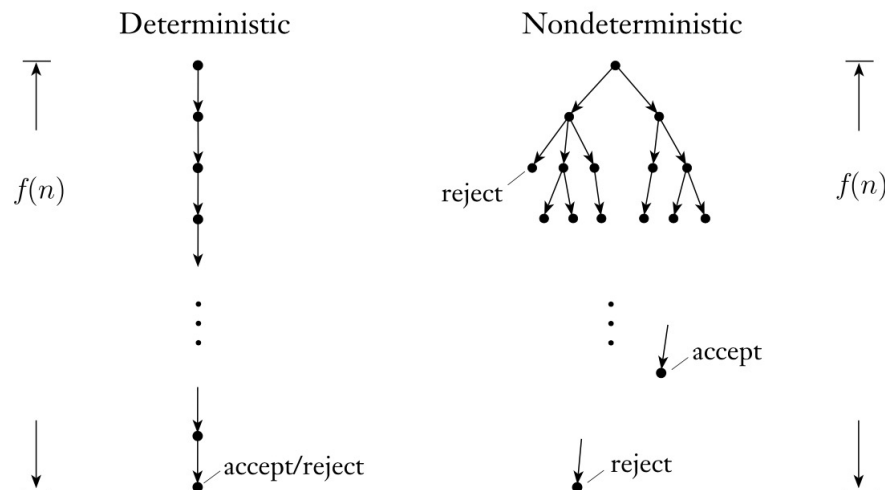 Deterministic
Nondeterministic
f(n)
reject
f(n)
accept
accept/reject
reject